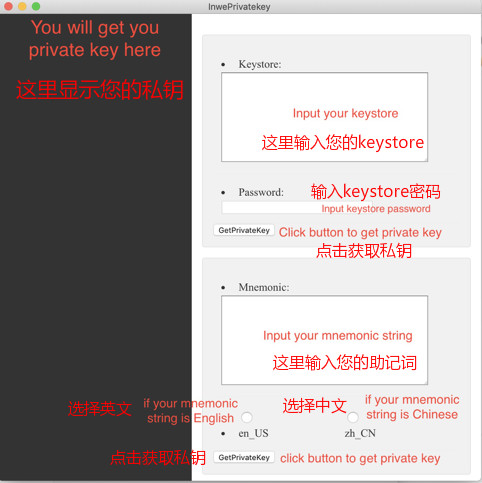 InwePrivatekey
You will get you
private key here
这里显示您的私钥
Keystore:
Input your keystore
这里输入您的keystore
Password:
输入keystore密码
Input keystore password
GetPrivateKey
Click button to get private key
点击获取私钥
Mnemonic:
Input your mnemonic string
这里输入您的助记词
选择英文
if your mnemonic
string is English
选择中文
if your mnemonic
string is Chinese
en_US
zh_CN
点击获取私钥
GetPrivateKey
click button to get private key